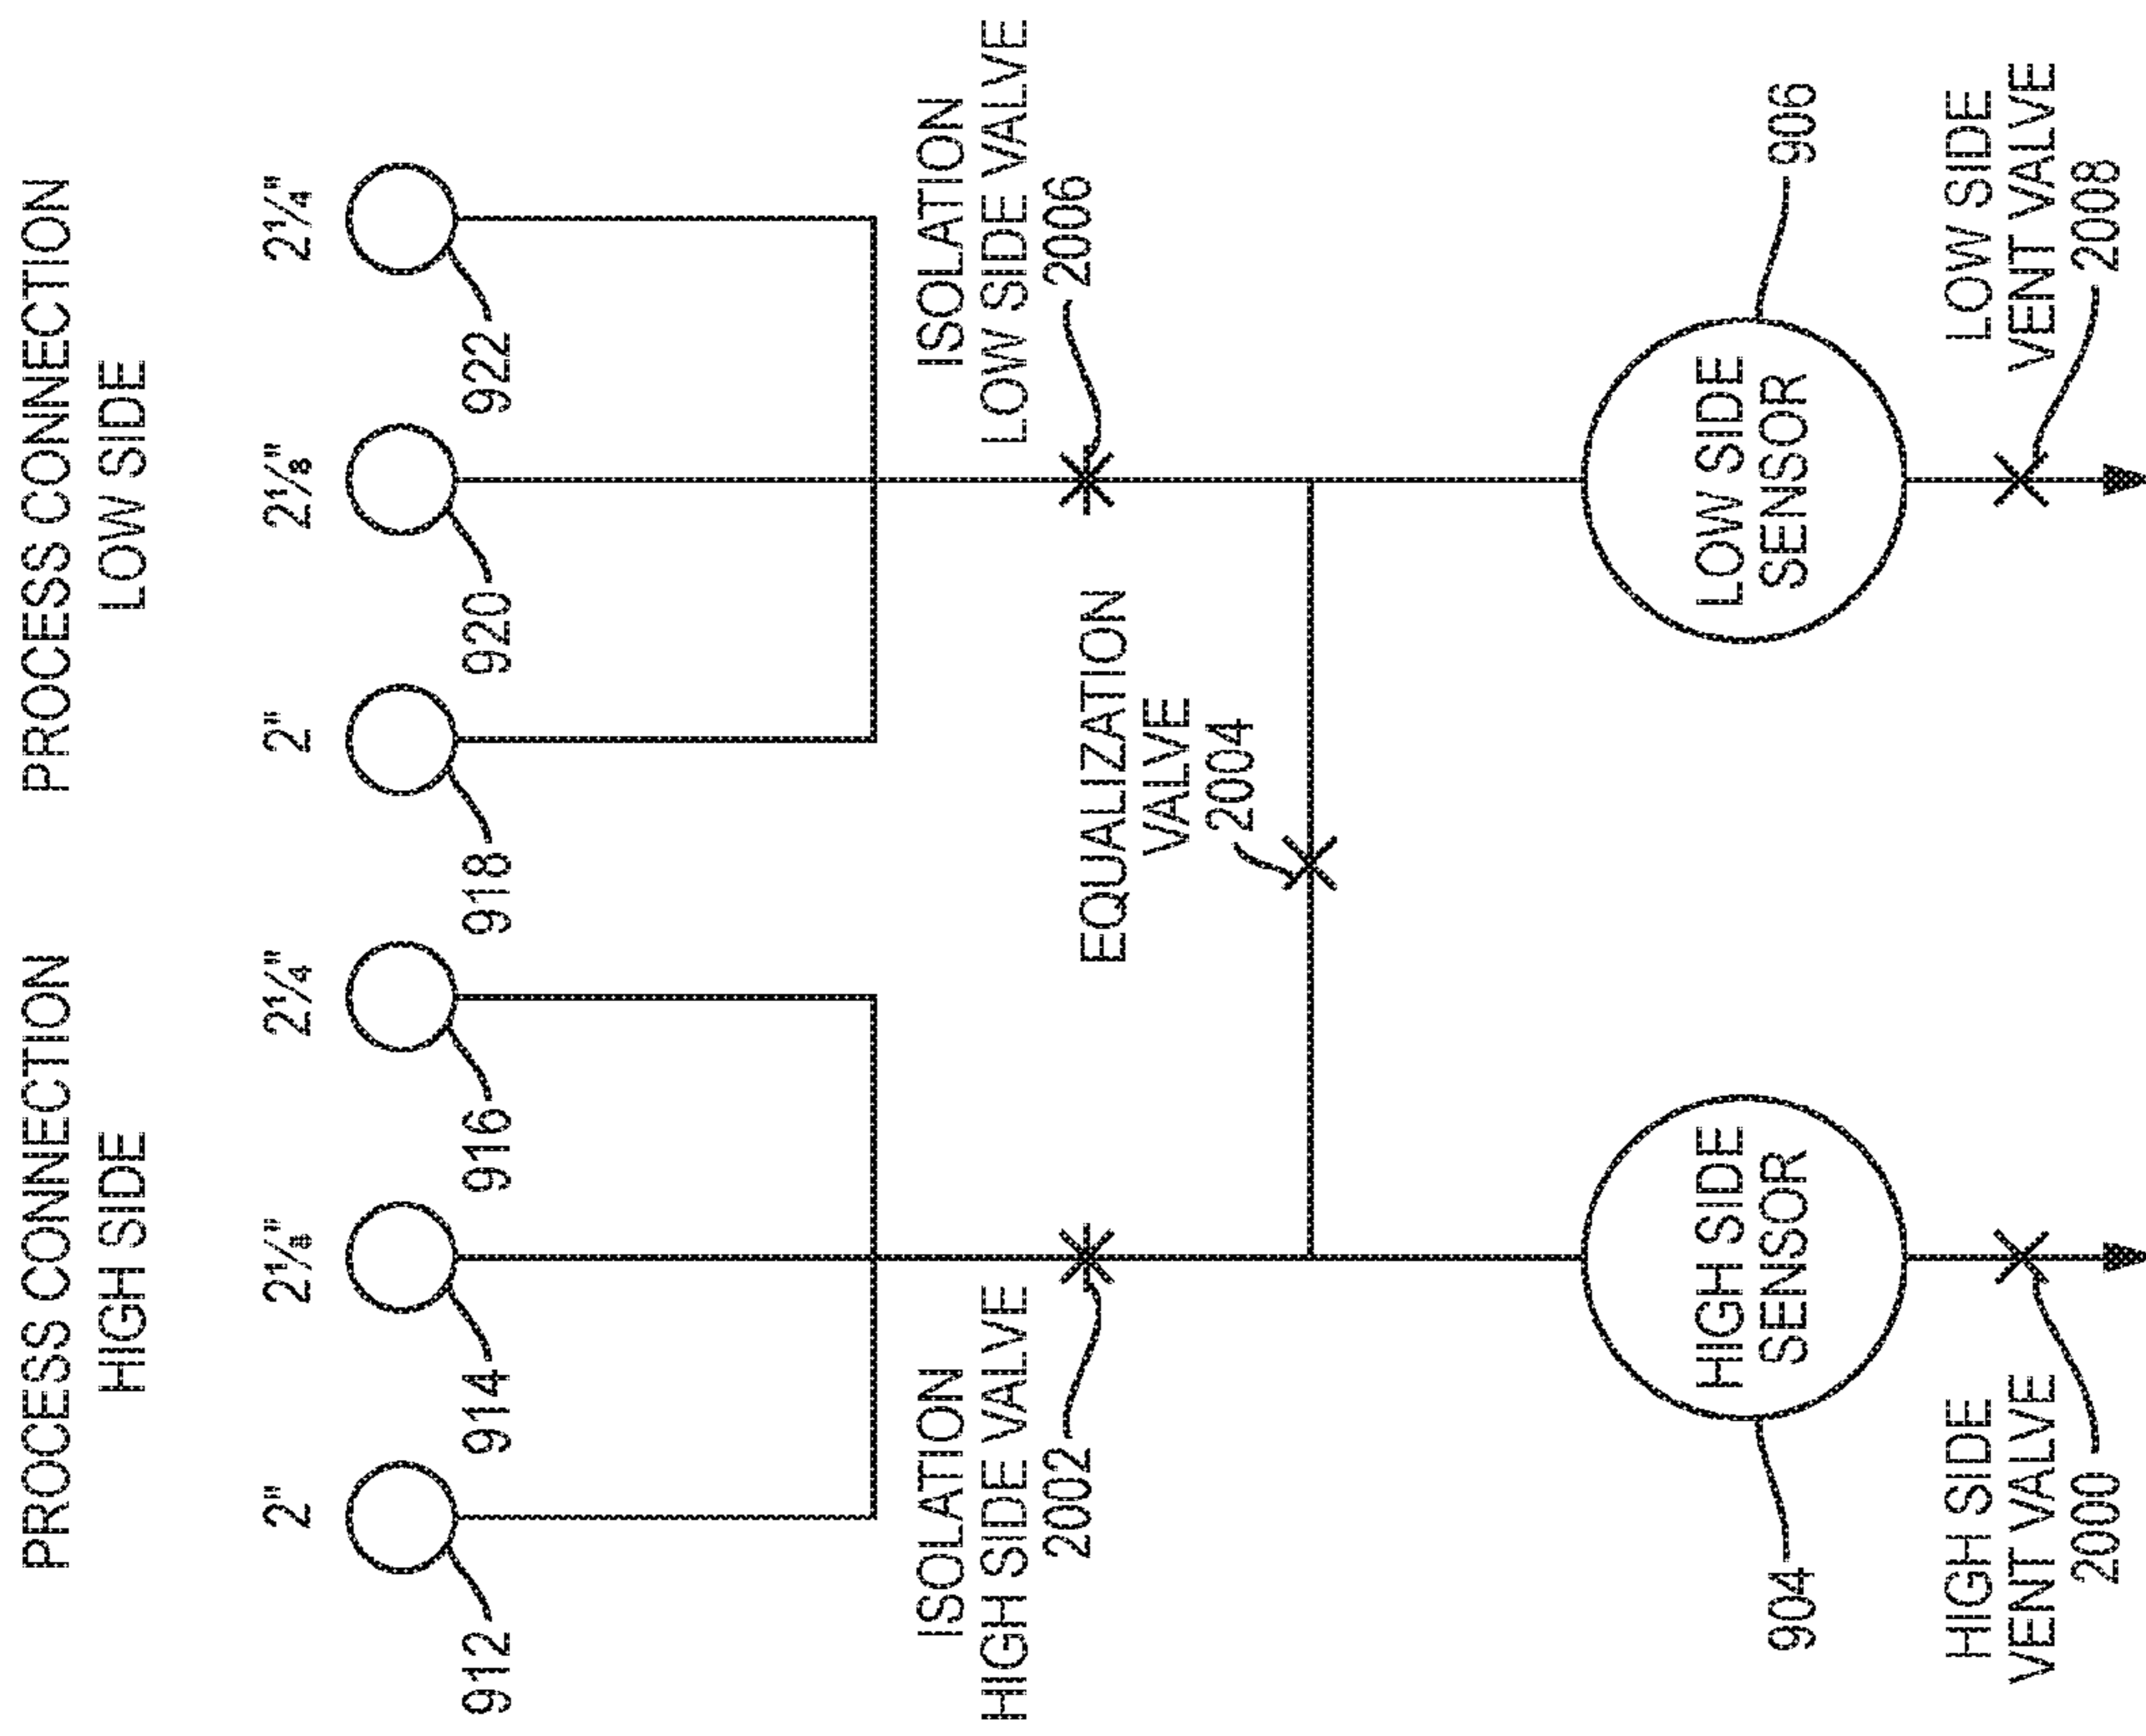 PROCESS CONNECTION
HIGH SIDE
PROCESS CONNECTION
LOW SIDE
2"
2⅛"
2¼"
2"
2⅛"
2¼"
912
914
916
918
920
922
ISOLATION
HIGH SIDE VALVE
2002
EQUALIZATION
VALVE
2004
ISOLATION
LOW SIDE VALVE
2006
HIGH SIDE
SENSOR
904
LOW SIDE
SENSOR
906
HIGH SIDE
VENT VALVE
2000
LOW SIDE
VENT VALVE
2008